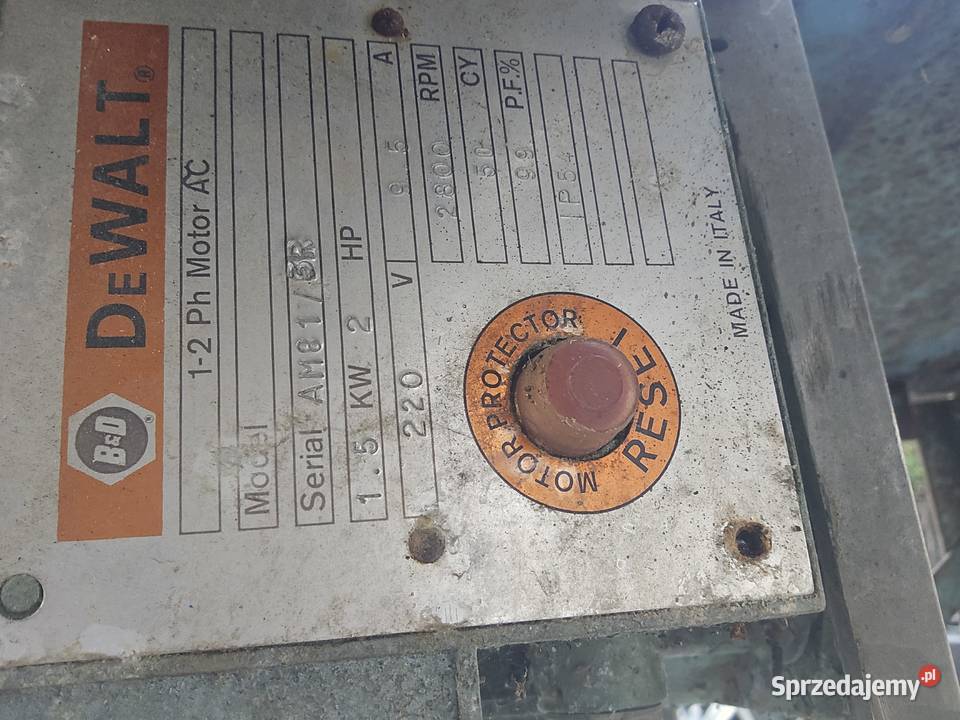 B&D ® DEWALT®
1-2 Ph Motor AC
Model
Serial AM81/3R
1.5 KW 2 HP
220 V 9.5 A
2800 RPM
50 CY
99 P.F.%
IP54
MOTOR PROTECTOR
RESET
MADE IN ITALY
Sprzedajemy.pl